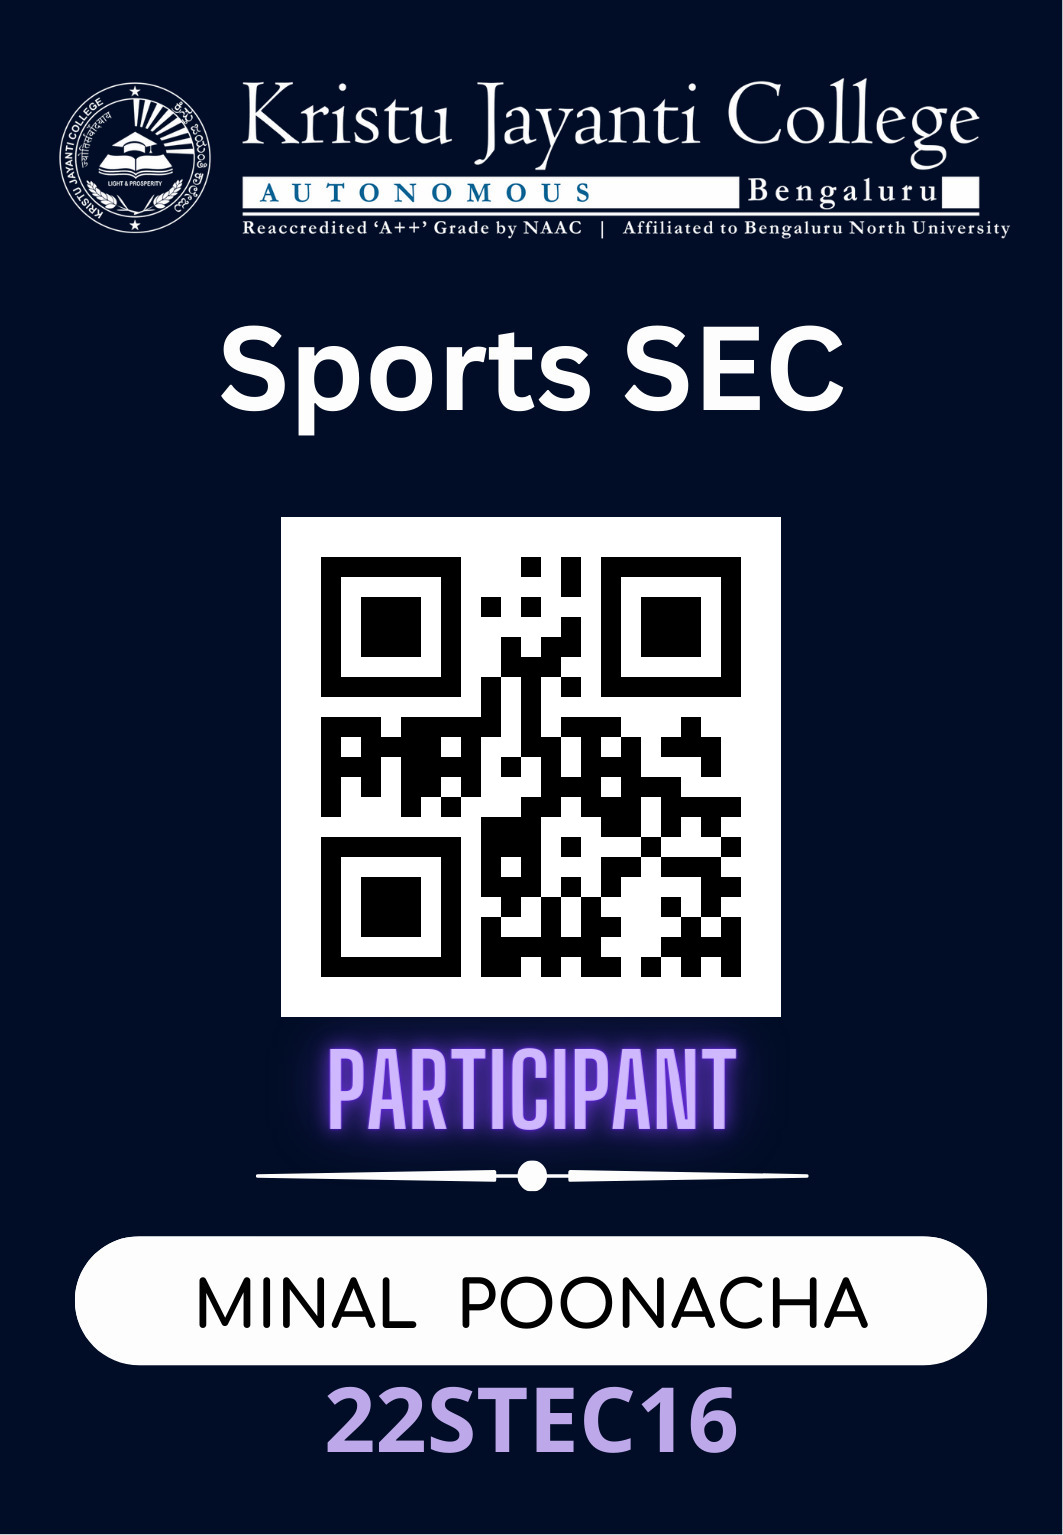 Kristu Jayanti College
AUTONOMOUS Bengaluru
Reaccredited ‘A++’ Grade by NAAC | Affiliated to Bengaluru North University
KRISTU JAYANTI COLLEGE
ಕ್ರಿಸ್ತು ಜಯಂತಿ ಕಾಲೇಜು
LIGHT & PROSPERITY
Sports SEC
PARTICIPANT
MINAL POONACHA
22STEC16